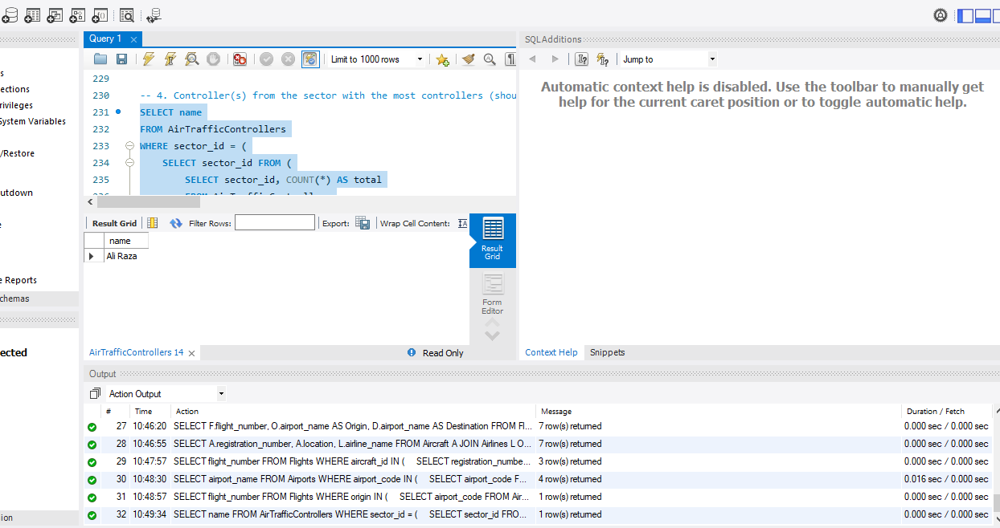 Query 1
SQLAdditions
Limit to 1000 rows
Jump to
229
230 -- 4. Controller(s) from the sector with the most controllers (shou
231 SELECT name
232 FROM AirTrafficControllers
233 WHERE sector_id = (
234 SELECT sector_id FROM (
235 SELECT sector_id, COUNT(*) AS total
Automatic context help is disabled. Use the toolbar to manually get
help for the current caret position or to toggle automatic help.
s
ections
rivileges
System Variables
/Restore
utdown
e
e Reports
chemas
ected
ion
Result Grid Filter Rows: Export: Wrap Cell Content:
name
Ali Raza
Result
Grid
Form
Editor
AirTrafficControllers 14 Read Only
Context Help Snippets
Output
Action Output
# Time Action Message Duration / Fetch
27 10:46:20 SELECT F.flight_number, O.airport_name AS Origin, D.airport_name AS Destination FROM Fl... 7 row(s) returned 0.000 sec / 0.000 sec
28 10:46:55 SELECT A.registration_number, A.location, L.airline_name FROM Aircraft A JOIN Airlines L O... 7 row(s) returned 0.000 sec / 0.000 sec
29 10:47:57 SELECT flight_number FROM Flights WHERE aircraft_id IN ( SELECT registration_numbe... 3 row(s) returned 0.000 sec / 0.000 sec
30 10:48:30 SELECT airport_name FROM Airports WHERE airport_code IN ( SELECT airport_code F... 4 row(s) returned 0.016 sec / 0.000 sec
31 10:48:57 SELECT flight_number FROM Flights WHERE origin IN ( SELECT airport_code FROM Air... 1 row(s) returned 0.000 sec / 0.000 sec
32 10:49:34 SELECT name FROM AirTrafficControllers WHERE sector_id = ( SELECT sector_id FRO... 1 row(s) returned 0.000 sec / 0.000 sec